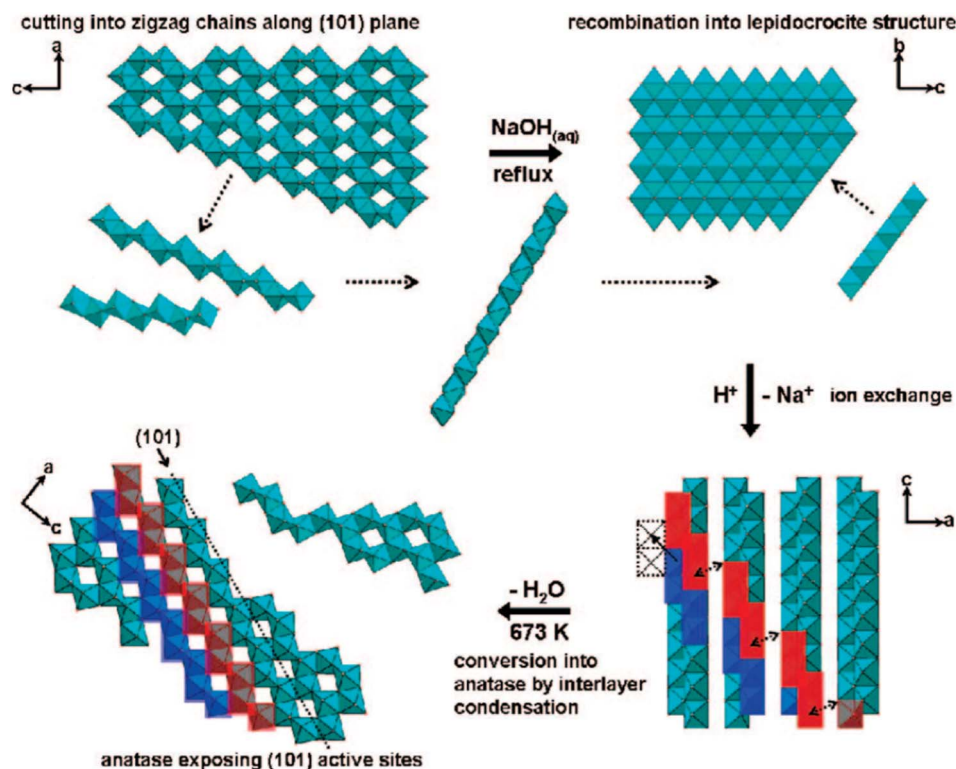 cutting into zigzag chains along (101) plane
recombination into lepidocrocite structure
a
c
b
c
NaOH(aq)
reflux
H⁺
- Na⁺
ion exchange
(101)
a
c
c
a
- H₂O
673 K
conversion into
anatase by interlayer
condensation
anatase exposing (101) active sites